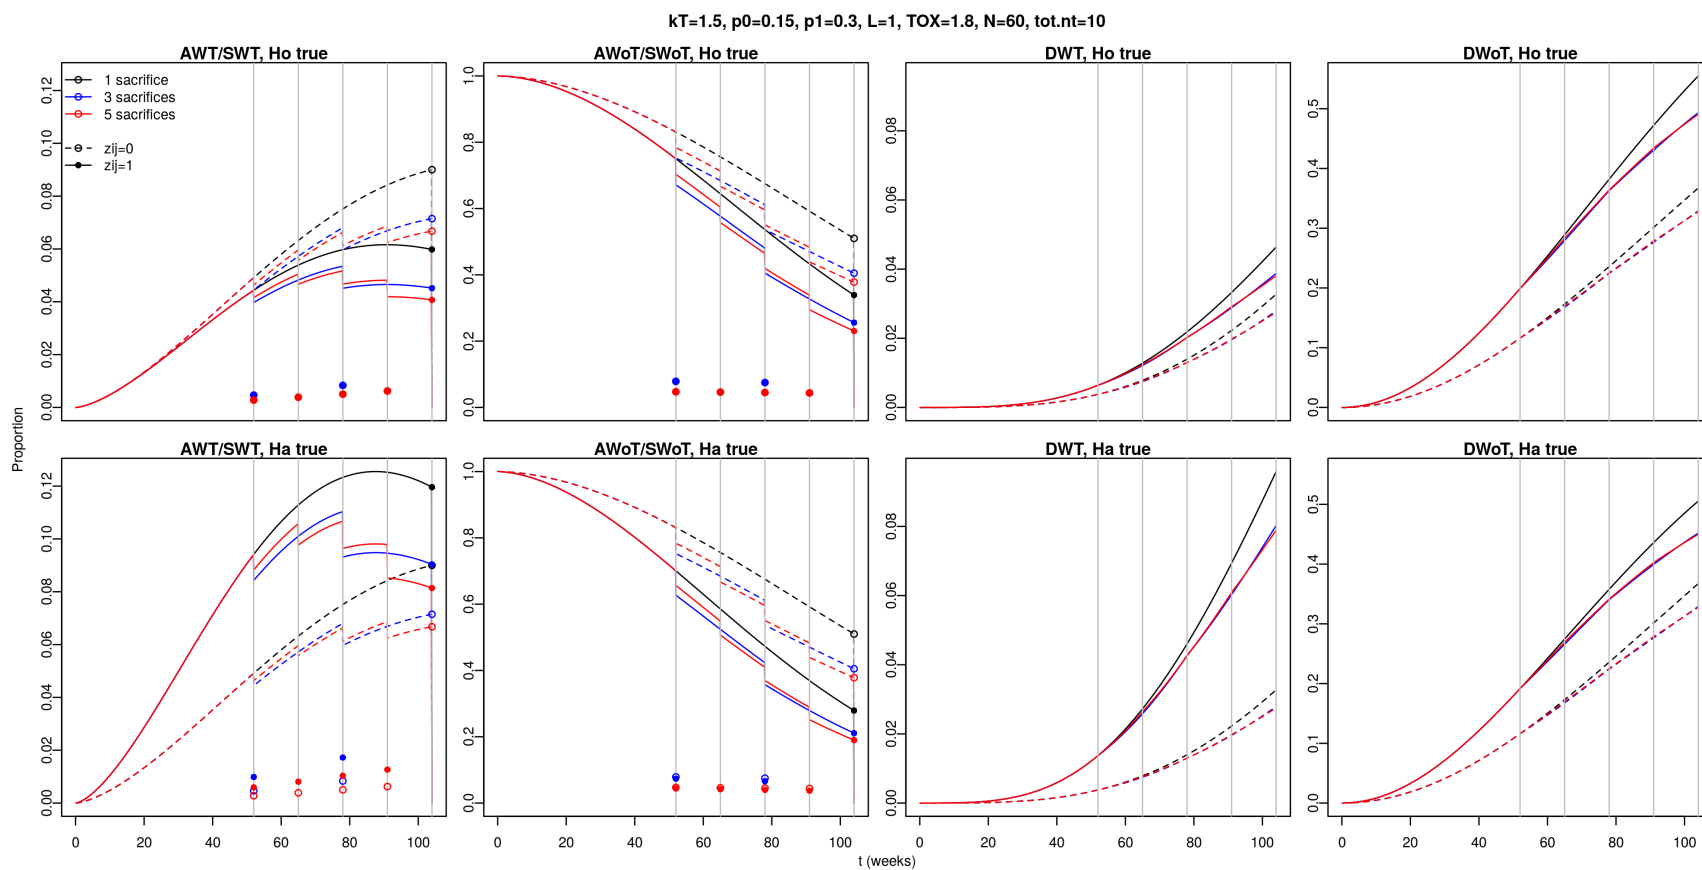 kT=1.5, p0=0.15, p1=0.3, L=1, TOX=1.8, N=60, tot.nt=10
AWT/SWT, Ho true
AWoT/SWoT, Ho true
DWT, Ho true
DWoT, Ho true
1 sacrifice
3 sacrifices
5 sacrifices
zij=0
zij=1
0.00 0.02 0.04 0.06 0.08 0.10 0.12
0.0 0.2 0.4 0.6 0.8 1.0
0.00 0.02 0.04 0.06 0.08
0.0 0.1 0.2 0.3 0.4 0.5
Proportion
AWT/SWT, Ha true
AWoT/SWoT, Ha true
DWT, Ha true
DWoT, Ha true
0.00 0.02 0.04 0.06 0.08 0.10 0.12
0.0 0.2 0.4 0.6 0.8 1.0
0.00 0.02 0.04 0.06 0.08
0.0 0.1 0.2 0.3 0.4 0.5
0 20 40 60 80 100
0 20 40 60 80 100
0 20 40 60 80 100
0 20 40 60 80 100
t (weeks)